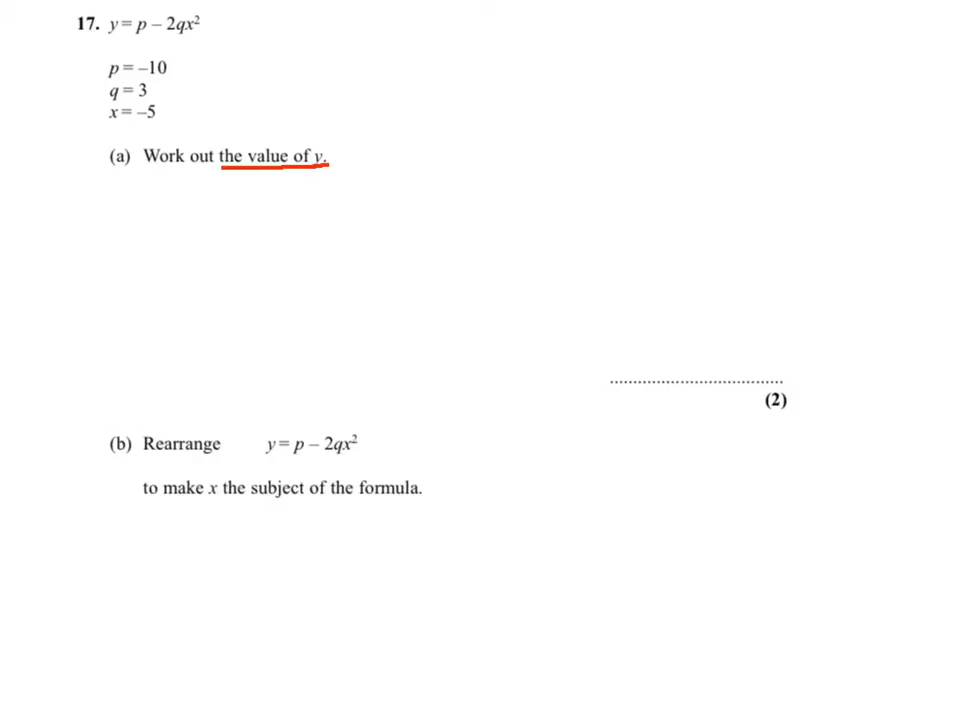 17. y = p – 2qx²
p = –10
q = 3
x = –5
(a) Work out the value of y.
.......................................
(2)
(b) Rearrange y = p – 2qx²
to make x the subject of the formula.